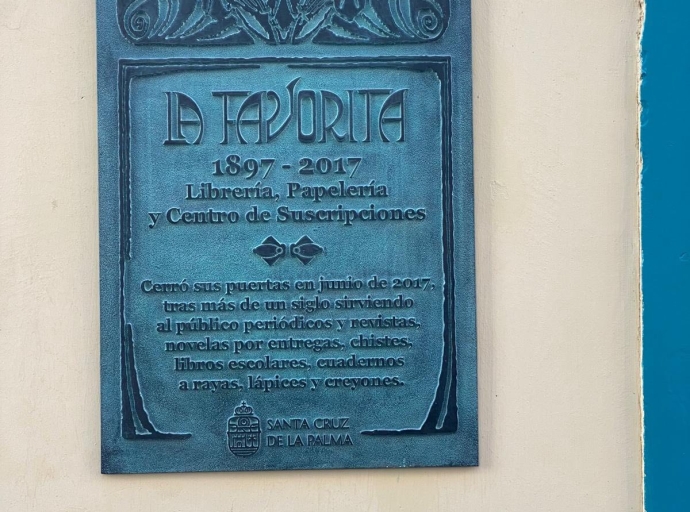 LA FAVORITA
1897 - 2017
Librería, Papelería
y Centro de Suscripciones
Cerró sus puertas en junio de 2017,
tras más de un siglo sirviendo
al público periódicos y revistas,
novelas por entregas, chistes,
libros escolares, cuadernos
a rayas, lápices y creyones.
SANTA CRUZ
DE LA PALMA